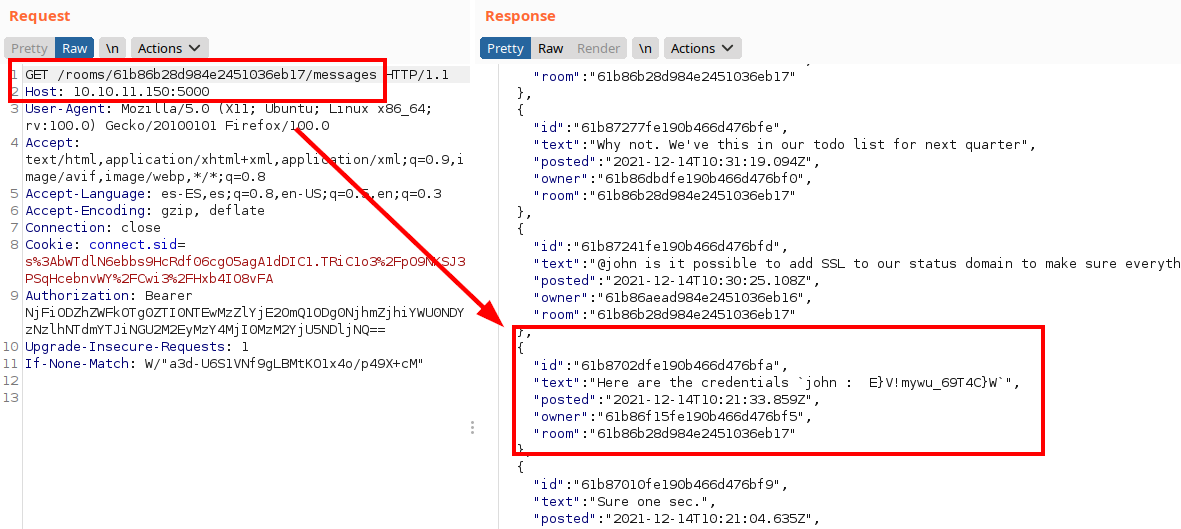 Request
Pretty Raw \n Actions
1 GET /rooms/61b86b28d984e2451036eb17/messages HTTP/1.1
2 Host: 10.10.11.150:5000
3 User-Agent: Mozilla/5.0 (X11; Ubuntu; Linux x86_64;
rv:100.0) Gecko/20100101 Firefox/100.0
4 Accept:
text/html,application/xhtml+xml,application/xml;q=0.9,i
mage/avif,image/webp,*/*;q=0.8
5 Accept-Language: es-ES,es;q=0.8,en-US;q=0.5,en;q=0.3
6 Accept-Encoding: gzip, deflate
7 Connection: close
8 Cookie: connect.sid=
s%3AbWTdlN6ebbs9HcRdf06cgO5agA1dDIC1.TRiC1o3%2FpO9NKSJ3
PSqHcebnvWY%2FCwi3%2FHxb4IO8vFA
9 Authorization: Bearer
NjFiODZhZWFkOTg0ZTI0NTEwMzZlYjE2OmQ1ODg0NjhmZjhiYWU0NDY
zNzlhNTdmYTJiNGU2M2EyMzY4MjI0MzM2YjU5NDljNQ==
10 Upgrade-Insecure-Requests: 1
11 If-None-Match: W/"a3d-U6S1VNf9gLBMtKO1x4o/p49X+cM"
12
13
Response
Pretty Raw Render \n Actions
"room":"61b86b28d984e2451036eb17"
},
{
"id":"61b87277fe190b466d476bfe",
"text":"Why not. We've this in our todo list for next quarter",
"posted":"2021-12-14T10:31:19.094Z",
"owner":"61b86dbdfe190b466d476bf0",
"room":"61b86b28d984e2451036eb17"
},
{
"id":"61b87241fe190b466d476bfd",
"text":"@john is it possible to add SSL to our status domain to make sure everyth
"posted":"2021-12-14T10:30:25.108Z",
"owner":"61b86aead984e2451036eb16",
"room":"61b86b28d984e2451036eb17"
},
{
"id":"61b8702dfe190b466d476bfa",
"text":"Here are the credentials `john :  E}V!mywu_69T4C}W`",
"posted":"2021-12-14T10:21:33.859Z",
"owner":"61b86f15fe190b466d476bf5",
"room":"61b86b28d984e2451036eb17"
},
{
"id":"61b87010fe190b466d476bf9",
"text":"Sure one sec.",
"posted":"2021-12-14T10:21:04.635Z",